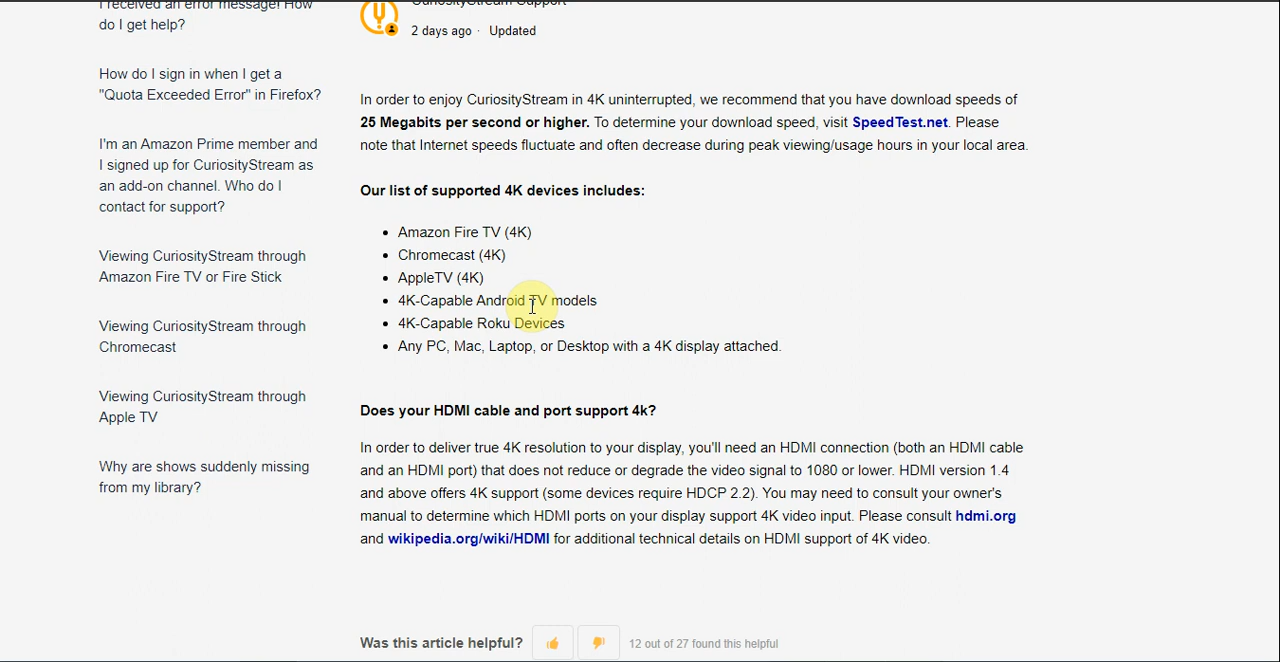 I received an error message! How
do I get help?
How do I sign in when I get a
"Quota Exceeded Error" in Firefox?
I'm an Amazon Prime member and
I signed up for CuriosityStream as
an add-on channel. Who do I
contact for support?
Viewing CuriosityStream through
Amazon Fire TV or Fire Stick
Viewing CuriosityStream through
Chromecast
Viewing CuriosityStream through
Apple TV
Why are shows suddenly missing
from my library?
CuriosityStream Support
2 days ago · Updated
In order to enjoy CuriosityStream in 4K uninterrupted, we recommend that you have download speeds of
25 Megabits per second or higher. To determine your download speed, visit SpeedTest.net. Please
note that Internet speeds fluctuate and often decrease during peak viewing/usage hours in your local area.
Our list of supported 4K devices includes:
• Amazon Fire TV (4K)
• Chromecast (4K)
• AppleTV (4K)
• 4K-Capable Android TV models
• 4K-Capable Roku Devices
• Any PC, Mac, Laptop, or Desktop with a 4K display attached.
Does your HDMI cable and port support 4k?
In order to deliver true 4K resolution to your display, you'll need an HDMI connection (both an HDMI cable
and an HDMI port) that does not reduce or degrade the video signal to 1080 or lower. HDMI version 1.4
and above offers 4K support (some devices require HDCP 2.2). You may need to consult your owner's
manual to determine which HDMI ports on your display support 4K video input. Please consult hdmi.org
and wikipedia.org/wiki/HDMI for additional technical details on HDMI support of 4K video.
Was this article helpful?
12 out of 27 found this helpful